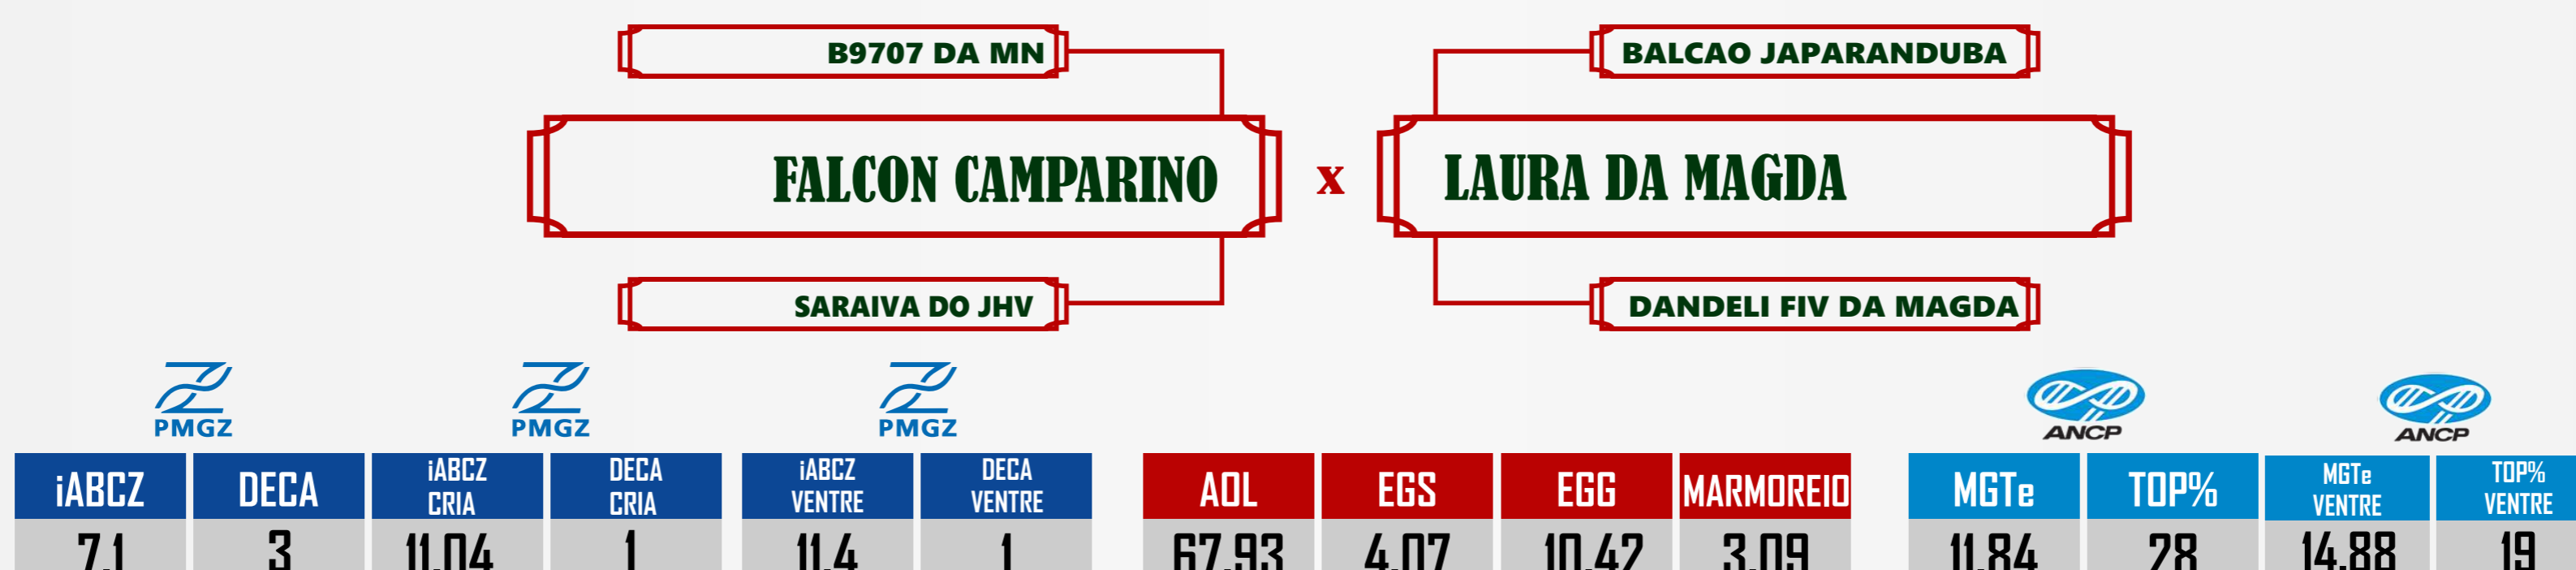 B9707 DA MN
BALCAO JAPARANDUBA
FALCON CAMPARINO x LAURA DA MAGDA
SARAIVA DO JHV
DANDELI FIV DA MAGDA
PMGZ
PMGZ
PMGZ
ANCP
ANCP
iABCZ
DECA
iABCZ
CRIA
DECA
CRIA
iABCZ
VENTRE
DECA
VENTRE
AOL
EGS
EGG
MARMOREIO
MGTe
TOP%
MGTe
VENTRE
TOP%
VENTRE
7.1
3
11.04
1
11.4
1
67.93
4.07
10.42
3.09
11.84
28
14.88
19